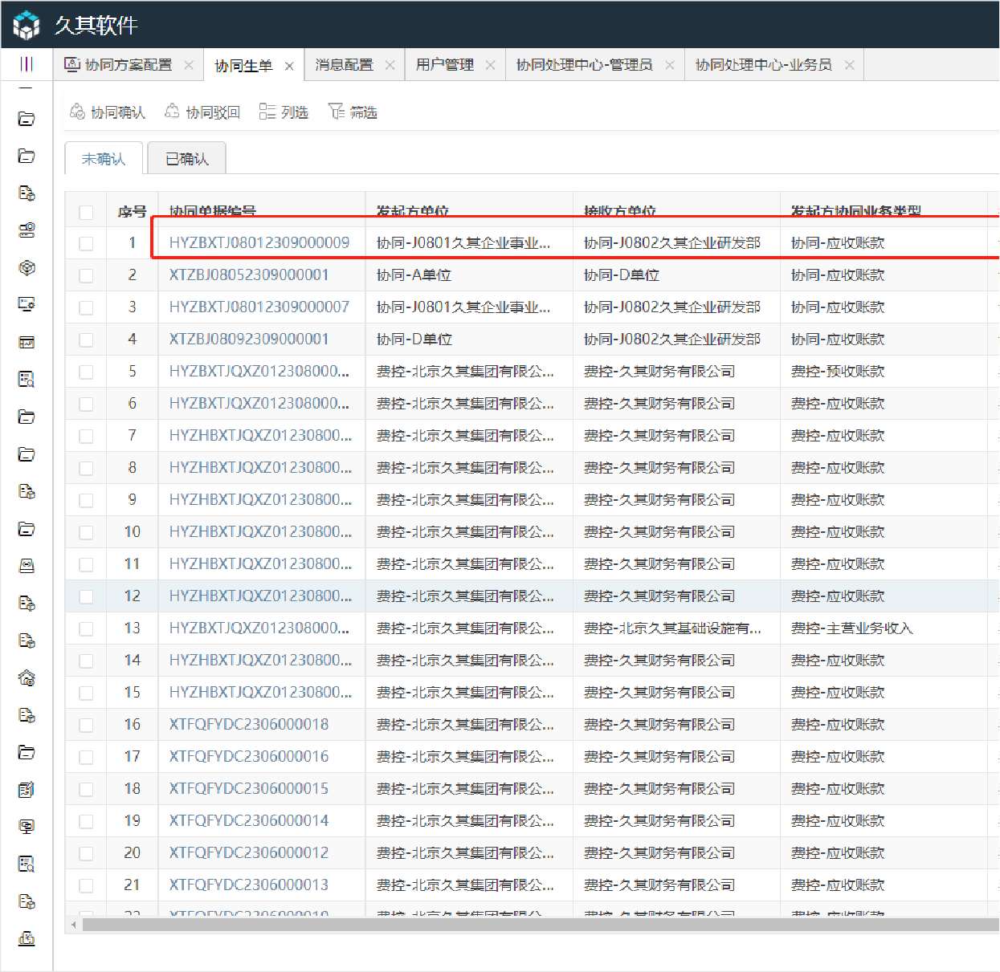 久其软件
协同方案配置 协同生单 消息配置 用户管理 协同处理中心-管理员 协同处理中心-业务员
协同确认 协同驳回 列选 筛选
未确认 已确认
序号 协同单据编号 发起方单位 接收方单位 发起方协同业务类型
1 HYZBXTJ08012309000009 协同-J0801久其企业事业... 协同-J0802久其企业研发部 协同-应收账款
2 XTZBJ08052309000001 协同-A单位 协同-D单位 协同-应收账款
3 HYZBXTJ08012309000007 协同-J0801久其企业事业... 协同-J0802久其企业研发部 协同-应收账款
4 XTZBJ08092309000001 协同-D单位 协同-J0802久其企业研发部 协同-应收账款
5 HYZBXTJQXZ012308000... 费控-北京久其集团有限公... 费控-久其财务有限公司 费控-预收账款
6 HYZBXTJQXZ012308000... 费控-北京久其集团有限公... 费控-久其财务有限公司 费控-应收账款
7 HYZHBXTJQXZ01230800... 费控-北京久其集团有限公... 费控-久其财务有限公司 费控-应收账款
8 HYZHBXTJQXZ01230800... 费控-北京久其集团有限公... 费控-久其财务有限公司 费控-应收账款
9 HYZHBXTJQXZ01230800... 费控-北京久其集团有限公... 费控-久其财务有限公司 费控-应收账款
10 HYZHBXTJQXZ01230800... 费控-北京久其集团有限公... 费控-久其财务有限公司 费控-应收账款
11 HYZHBXTJQXZ01230800... 费控-北京久其集团有限公... 费控-久其财务有限公司 费控-应收账款
12 HYZHBXTJQXZ01230800... 费控-北京久其集团有限公... 费控-久其财务有限公司 费控-应收账款
13 HYZBXTJQXZ012308000... 费控-北京久其集团有限公... 费控-北京久其基础设施有... 费控-主营业务收入
14 HYZHBXTJQXZ01230800... 费控-北京久其集团有限公... 费控-久其财务有限公司 费控-应收账款
15 HYZHBXTJQXZ01230800... 费控-北京久其集团有限公... 费控-久其财务有限公司 费控-应收账款
16 XTFQFYDC2306000018 费控-北京久其集团有限公... 费控-久其财务有限公司 费控-应收账款
17 XTFQFYDC2306000016 费控-北京久其集团有限公... 费控-久其财务有限公司 费控-应收账款
18 XTFQFYDC2306000015 费控-北京久其集团有限公... 费控-久其财务有限公司 费控-应收账款
19 XTFQFYDC2306000014 费控-北京久其集团有限公... 费控-久其财务有限公司 费控-应收账款
20 XTFQFYDC2306000012 费控-北京久其集团有限公... 费控-久其财务有限公司 费控-应收账款
21 XTFQFYDC2306000013 费控-北京久其集团有限公... 费控-久其财务有限公司 费控-应收账款